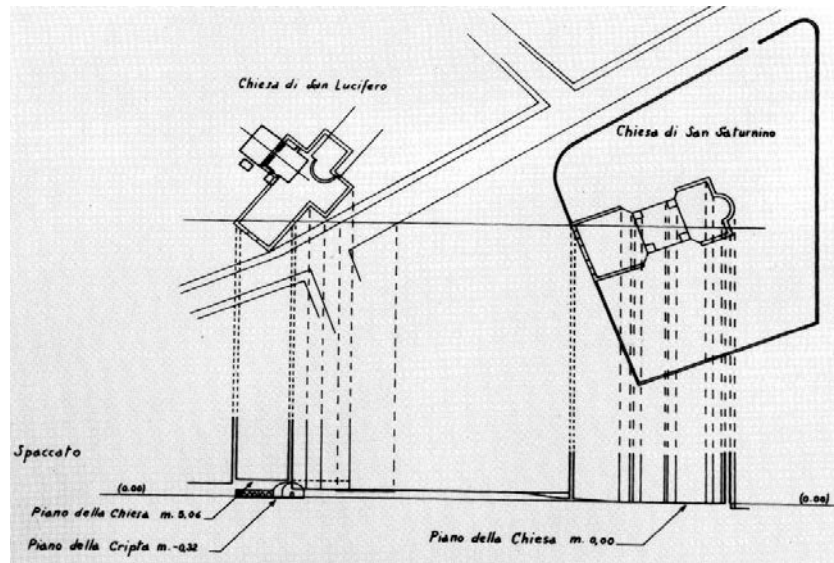 Chiesa di San Lucifero
Chiesa di San Saturnino
Spaccato
(0.00)
(0.00)
Piano della Chiesa m. 5,06
Piano della Cripta m. -0,32
Piano della Chiesa m. 0,00